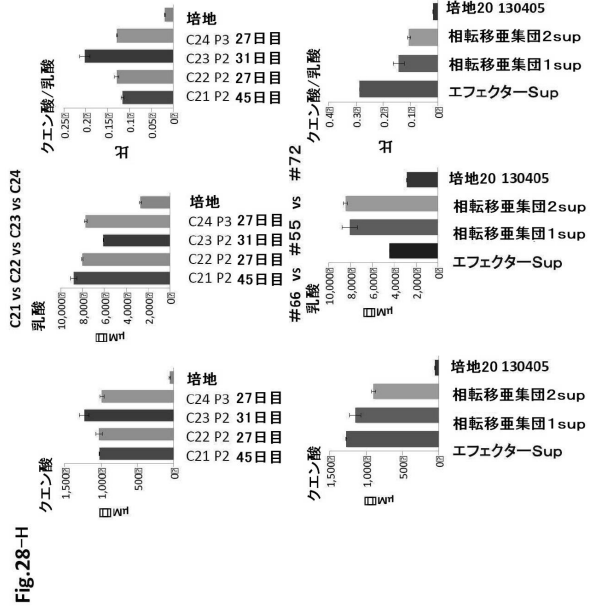 Fig.28-H
C21 vs C22 vs C23 vs C24
クエン酸
μM
1,500
1,000
500
0
C21 P2 45日目
C22 P2 27日目
C23 P2 31日目
C24 P3 27日目
培地
乳酸
μM
10,000
8,000
6,000
4,000
2,000
0
C21 P2 45日目
C22 P2 27日目
C23 P2 31日目
C24 P3 27日目
培地
クエン酸/乳酸
比
0.25
0.2
0.15
0.1
0.05
0
C21 P2 45日目
C22 P2 27日目
C23 P2 31日目
C24 P3 27日目
培地
#66 vs #55 vs #72
クエン酸
μM
1,500
1,000
500
0
エフェクターSup
相転移亜集団1sup
相転移亜集団2sup
培地20 130405
乳酸
μM
10,000
8,000
6,000
4,000
2,000
0
エフェクターSup
相転移亜集団1sup
相転移亜集団2sup
培地20 130405
クエン酸/乳酸
比
0.4
0.3
0.2
0.1
0
エフェクターSup
相転移亜集団1sup
相転移亜集団2sup
培地20 130405